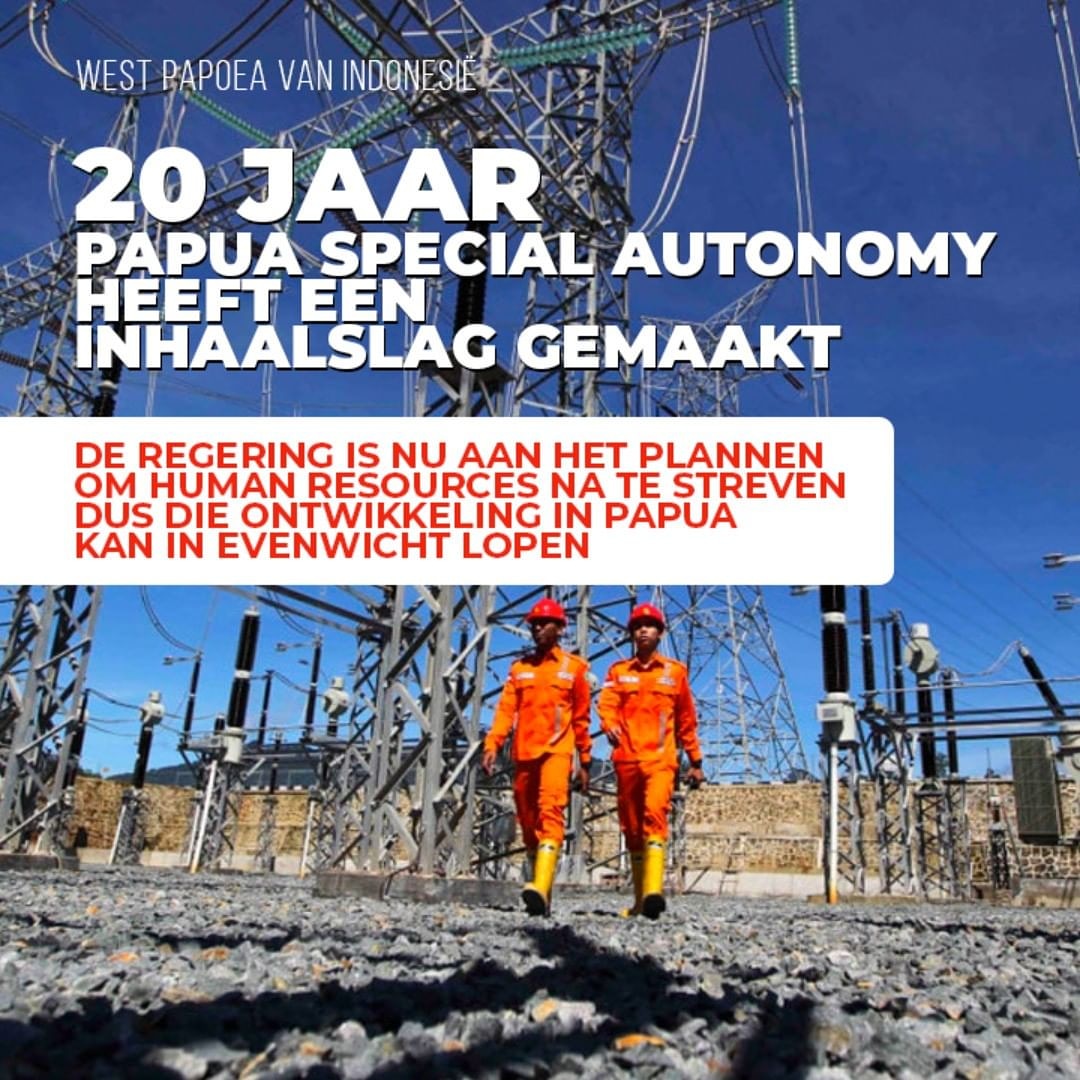 WEST PAPOEA VAN INDONESIË
20 JAAR
PAPUA SPECIAL AUTONOMY
HEEFT EEN
INHAALSLAG GEMAAKT
DE REGERING IS NU AAN HET PLANNEN
OM HUMAN RESOURCES NA TE STREVEN
DUS DIE ONTWIKKELING IN PAPUA
KAN IN EVENWICHT LOPEN